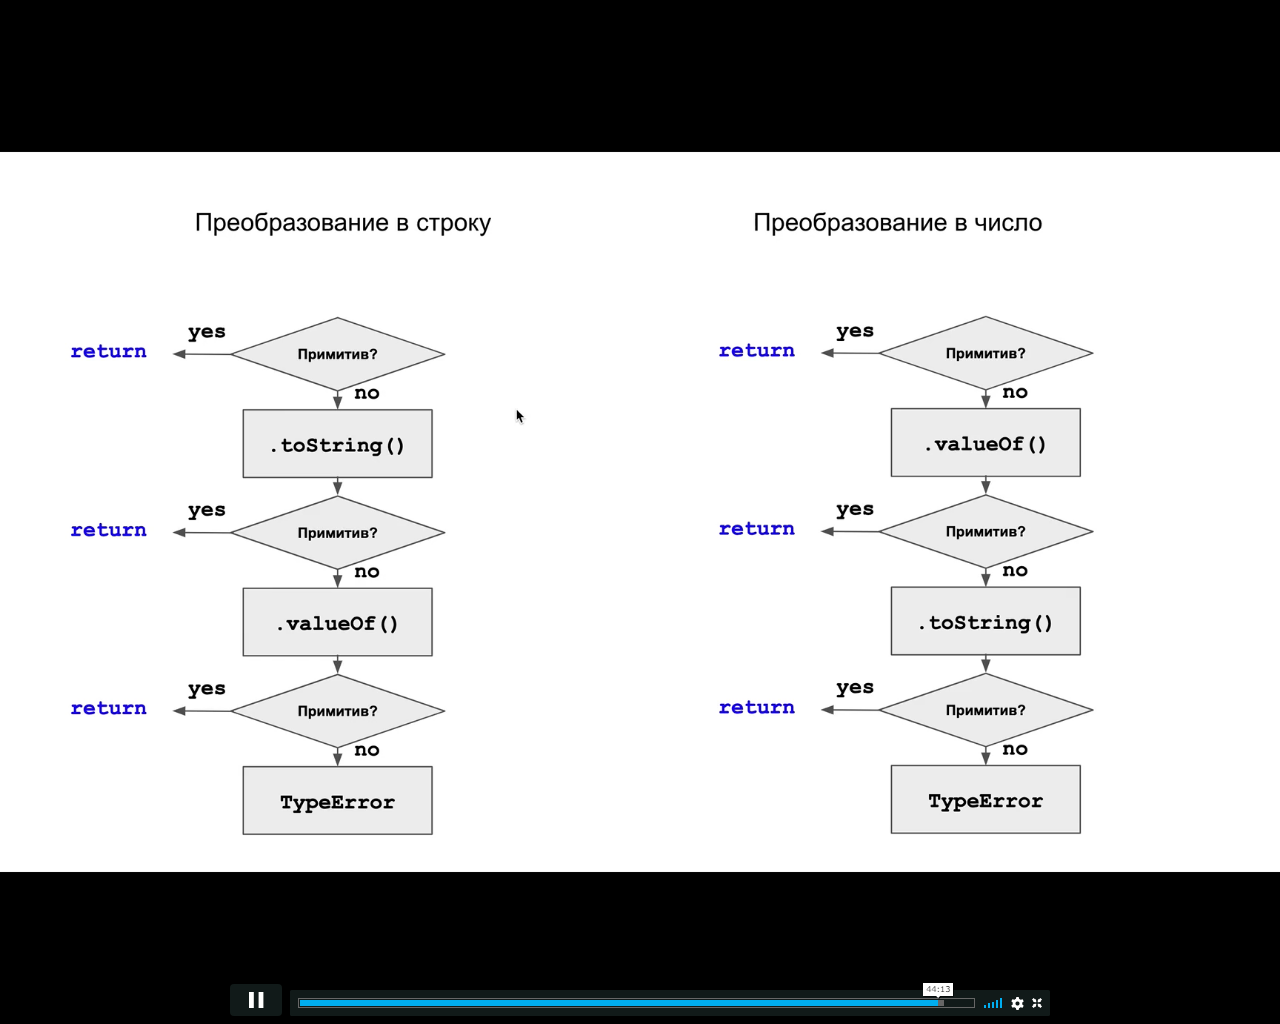 Преобразование в строку
yes
return
Примитив?
no
.toString()
yes
return
Примитив?
no
.valueOf()
yes
return
Примитив?
no
TypeError
Преобразование в число
yes
return
Примитив?
no
.valueOf()
yes
return
Примитив?
no
.toString()
yes
return
Примитив?
no
TypeError
44:13